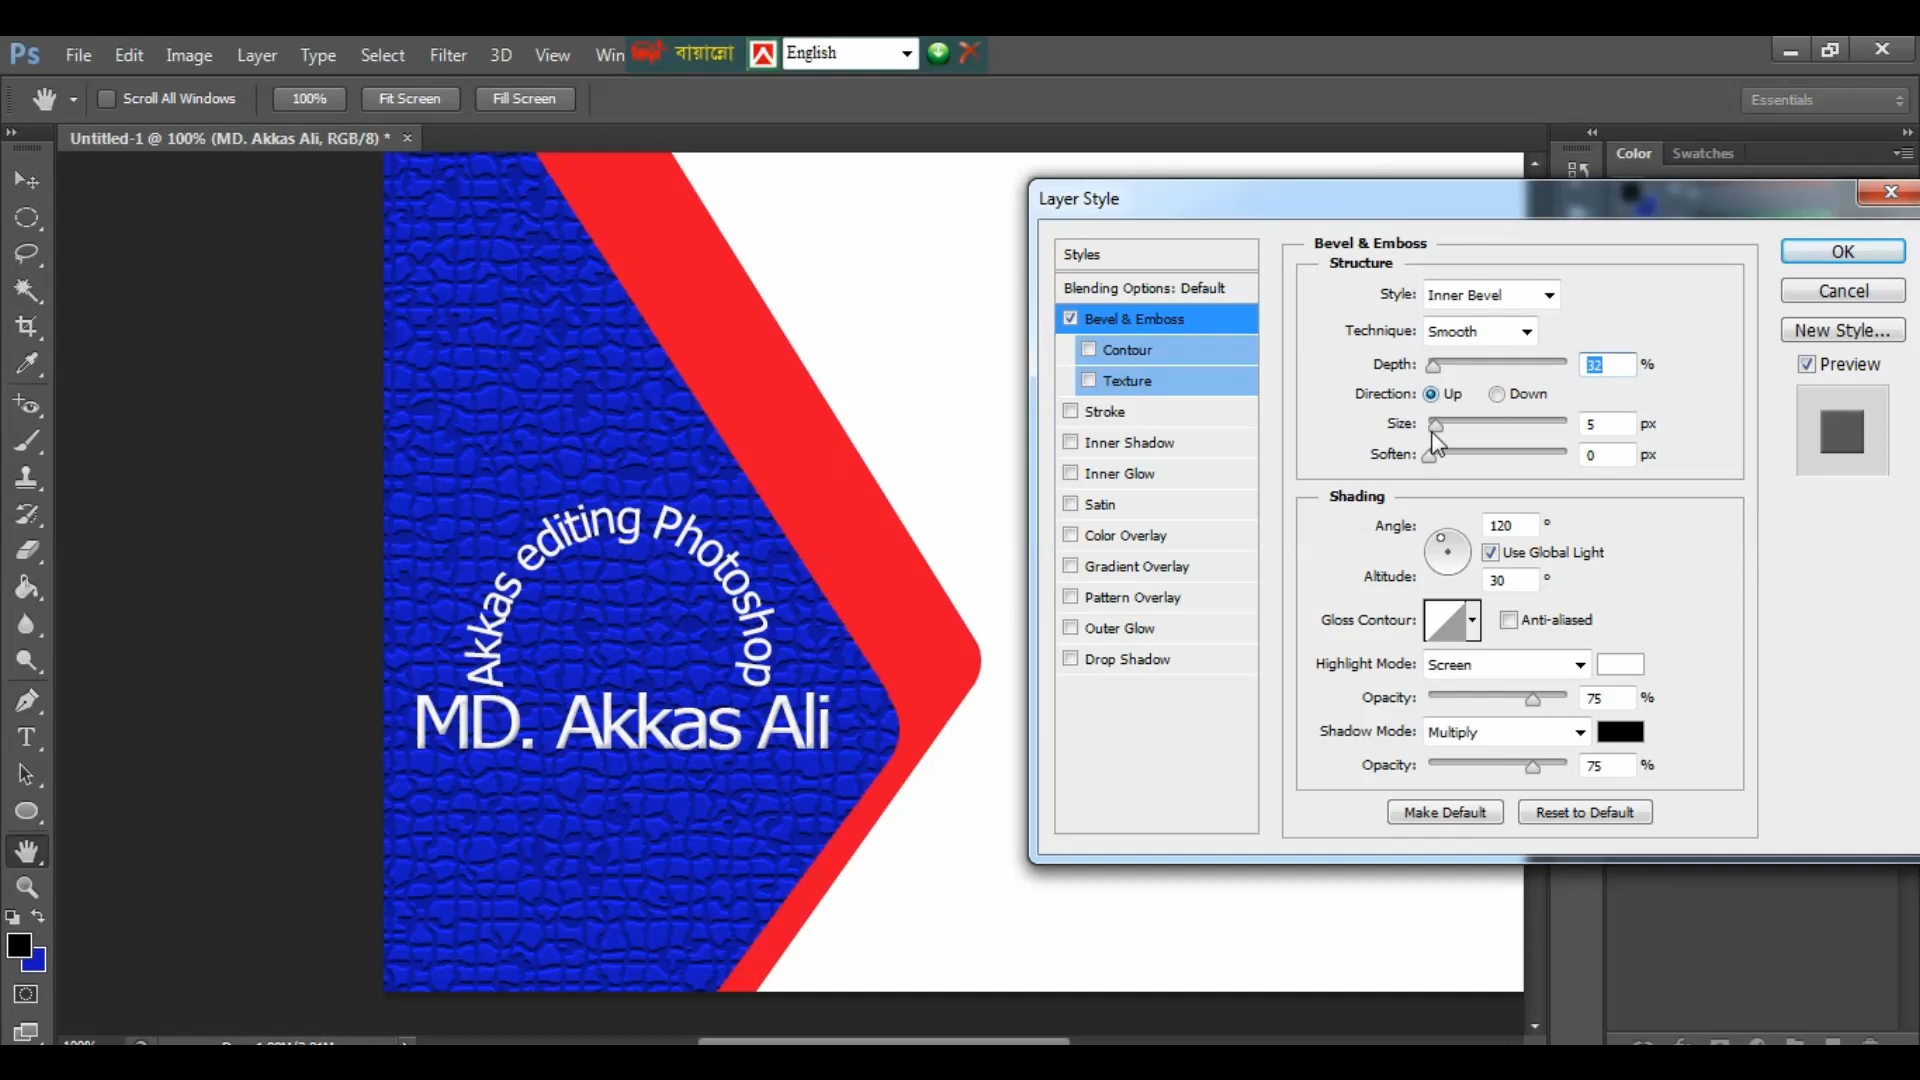 Ps File Edit Image Layer Type Select Filter 3D View Win বায়ান্নো English
Scroll All Windows 100% Fit Screen Fill Screen Essentials
Untitled-1 @ 100% (MD. Akkas Ali, RGB/8) * ×
Color Swatches
Layer Style
Styles
Blending Options: Default
Bevel & Emboss
Contour
Texture
Stroke
Inner Shadow
Inner Glow
Satin
Color Overlay
Gradient Overlay
Pattern Overlay
Outer Glow
Drop Shadow
Bevel & Emboss
Structure
Style: Inner Bevel
Technique: Smooth
Depth: 32 %
Direction: Up Down
Size: 5 px
Soften: 0 px
Shading
Angle: 120 °
Use Global Light
Altitude: 30 °
Gloss Contour: Anti-aliased
Highlight Mode: Screen
Opacity: 75 %
Shadow Mode: Multiply
Opacity: 75 %
Make Default Reset to Default
OK
Cancel
New Style...
Preview
Akkas editing Photoshop
MD. Akkas Ali